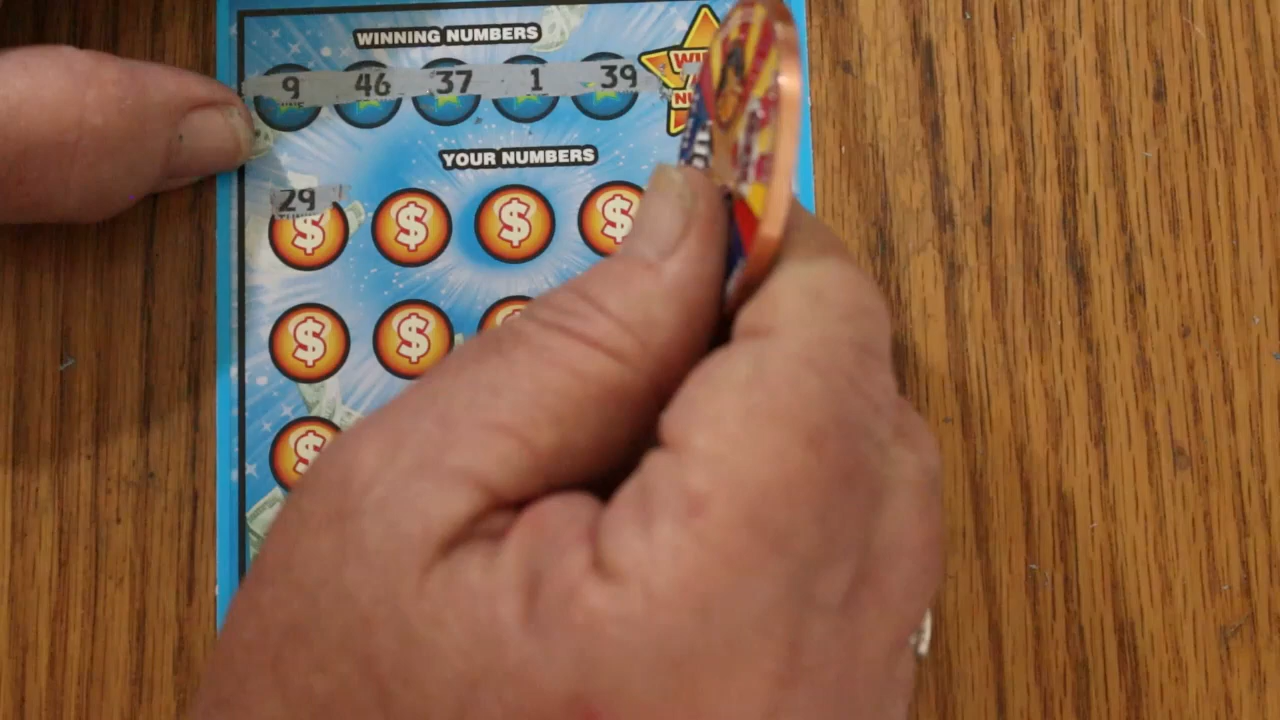 WINNING NUMBERS
9 46 37 1 39
YOUR NUMBERS
29
$ $ $ $
$ $
$